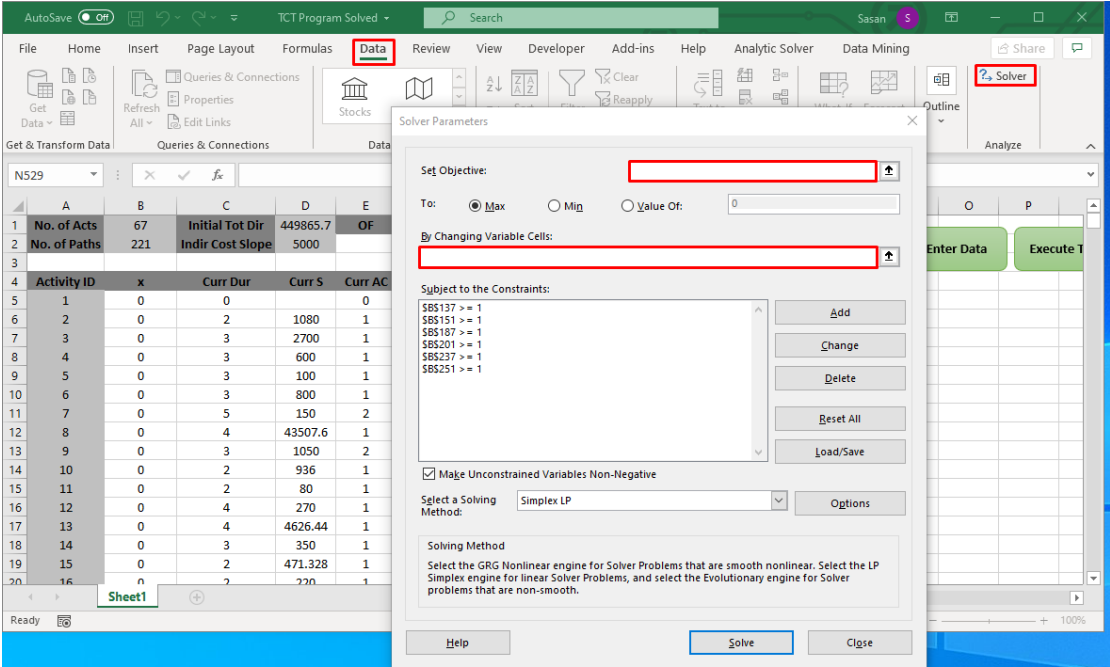 AutoSave Off TCT Program Solved Search Sasan S
File Home Insert Page Layout Formulas Data Review View Developer Add-ins Help Analytic Solver Data Mining Share
Get Data
Refresh All
Queries & Connections
Properties
Edit Links
Stocks
Clear
Reapply
Outline
Solver
Get & Transform Data Queries & Connections Data Analyze
N529 fx
A B C D E O P
1 No. of Acts 67 Initial Tot Dir 449865.7 OF
2 No. of Paths 221 Indir Cost Slope 5000
3
4 Activity ID x Curr Dur Curr S Curr AC
5 1 0 0 0
6 2 0 2 1080 1
7 3 0 3 2700 1
8 4 0 3 600 1
9 5 0 3 100 1
10 6 0 3 800 1
11 7 0 5 150 2
12 8 0 4 43507.6 1
13 9 0 3 1050 2
14 10 0 2 936 1
15 11 0 2 80 1
16 12 0 4 270 1
17 13 0 4 4626.44 1
18 14 0 3 350 1
19 15 0 2 471.328 1
20 16 0 2 220 1
Enter Data Execute T
Sheet1
Ready 100%
Solver Parameters
Set Objective:
To: Max Min Value Of: 0
By Changing Variable Cells:
Subject to the Constraints:
$B$137 >= 1
$B$151 >= 1
$B$187 >= 1
$B$201 >= 1
$B$237 >= 1
$B$251 >= 1
Add
Change
Delete
Reset All
Load/Save
Make Unconstrained Variables Non-Negative
Select a Solving Method: Simplex LP Options
Solving Method
Select the GRG Nonlinear engine for Solver Problems that are smooth nonlinear. Select the LP
Simplex engine for linear Solver Problems, and select the Evolutionary engine for Solver
problems that are non-smooth.
Help Solve Close